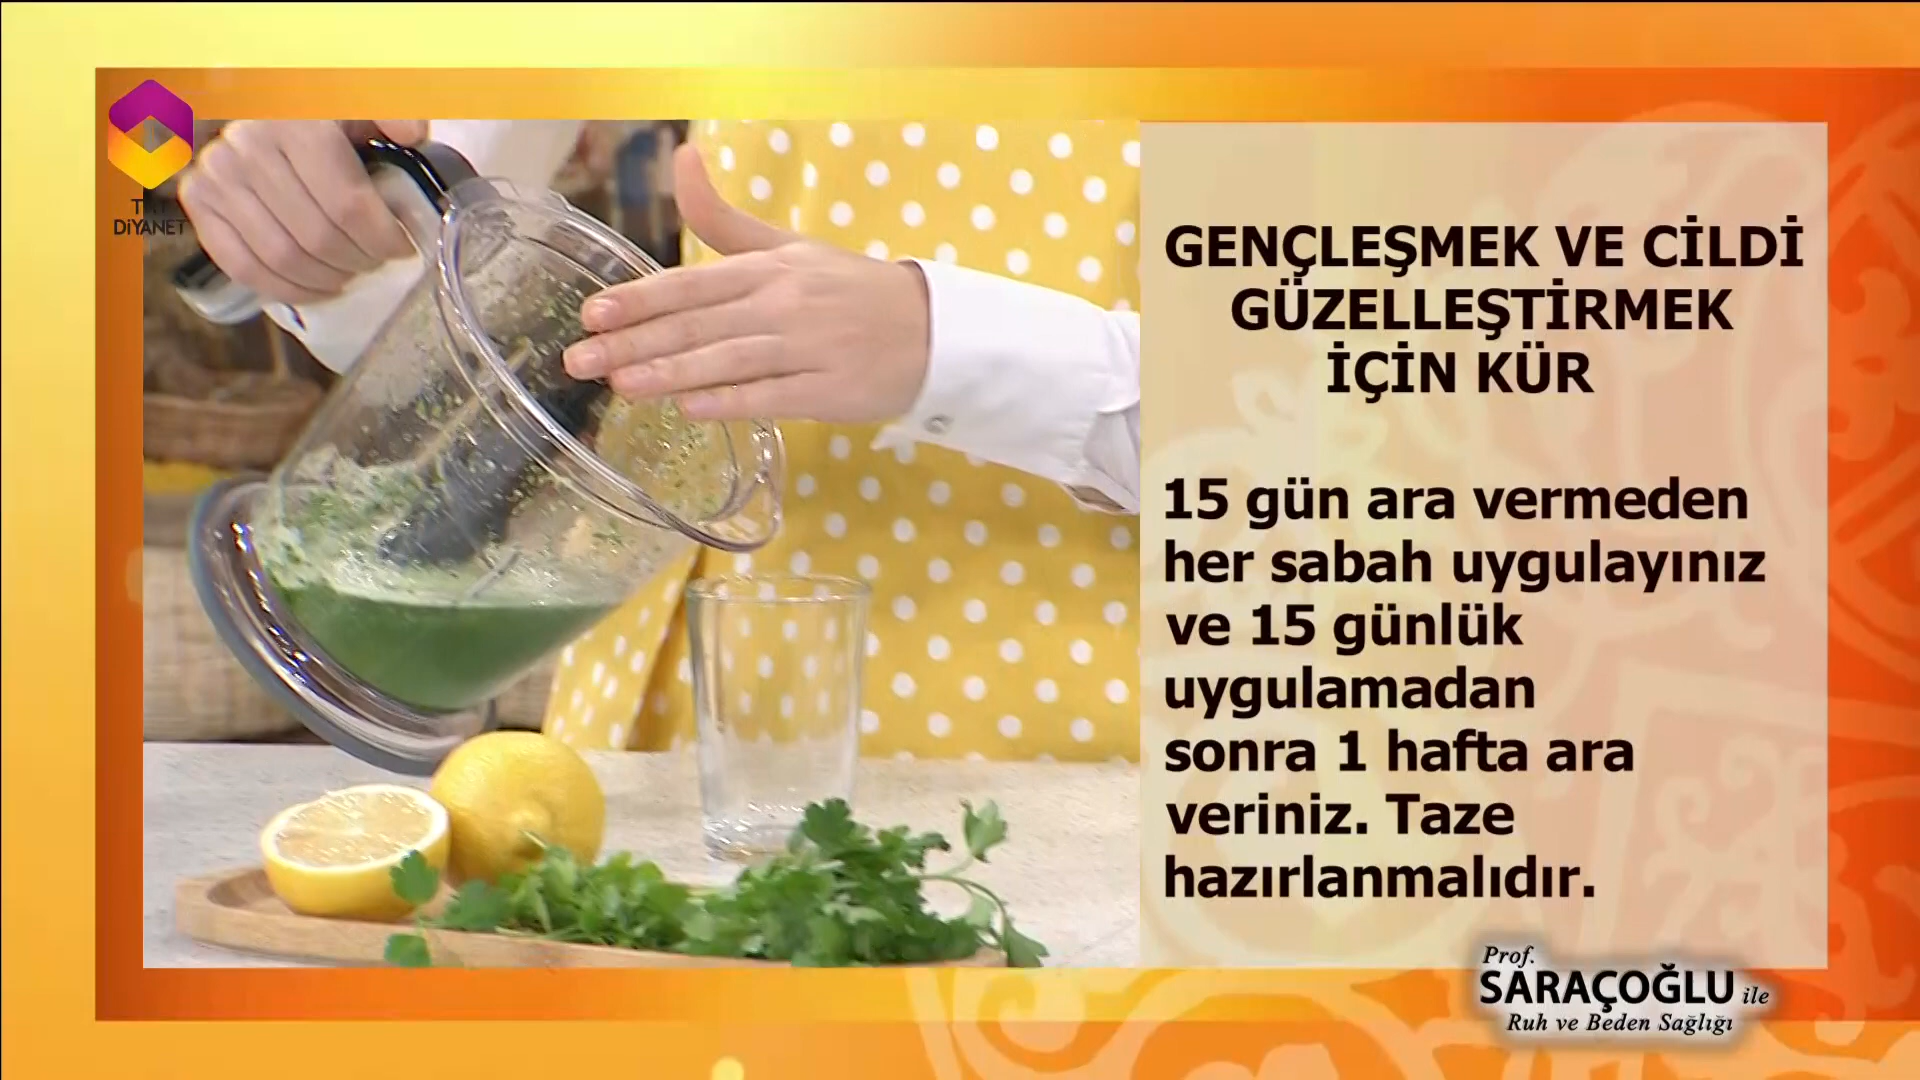 TRT
DİYANET
GENÇLEŞMEK VE CİLDİ
GÜZELLEŞTİRMEK
İÇİN KÜR
15 gün ara vermeden
her sabah uygulayınız
ve 15 günlük
uygulamadan
sonra 1 hafta ara
veriniz. Taze
hazırlanmalıdır.
Prof.
SARAÇOĞLU ile
Ruh ve Beden Sağlığı